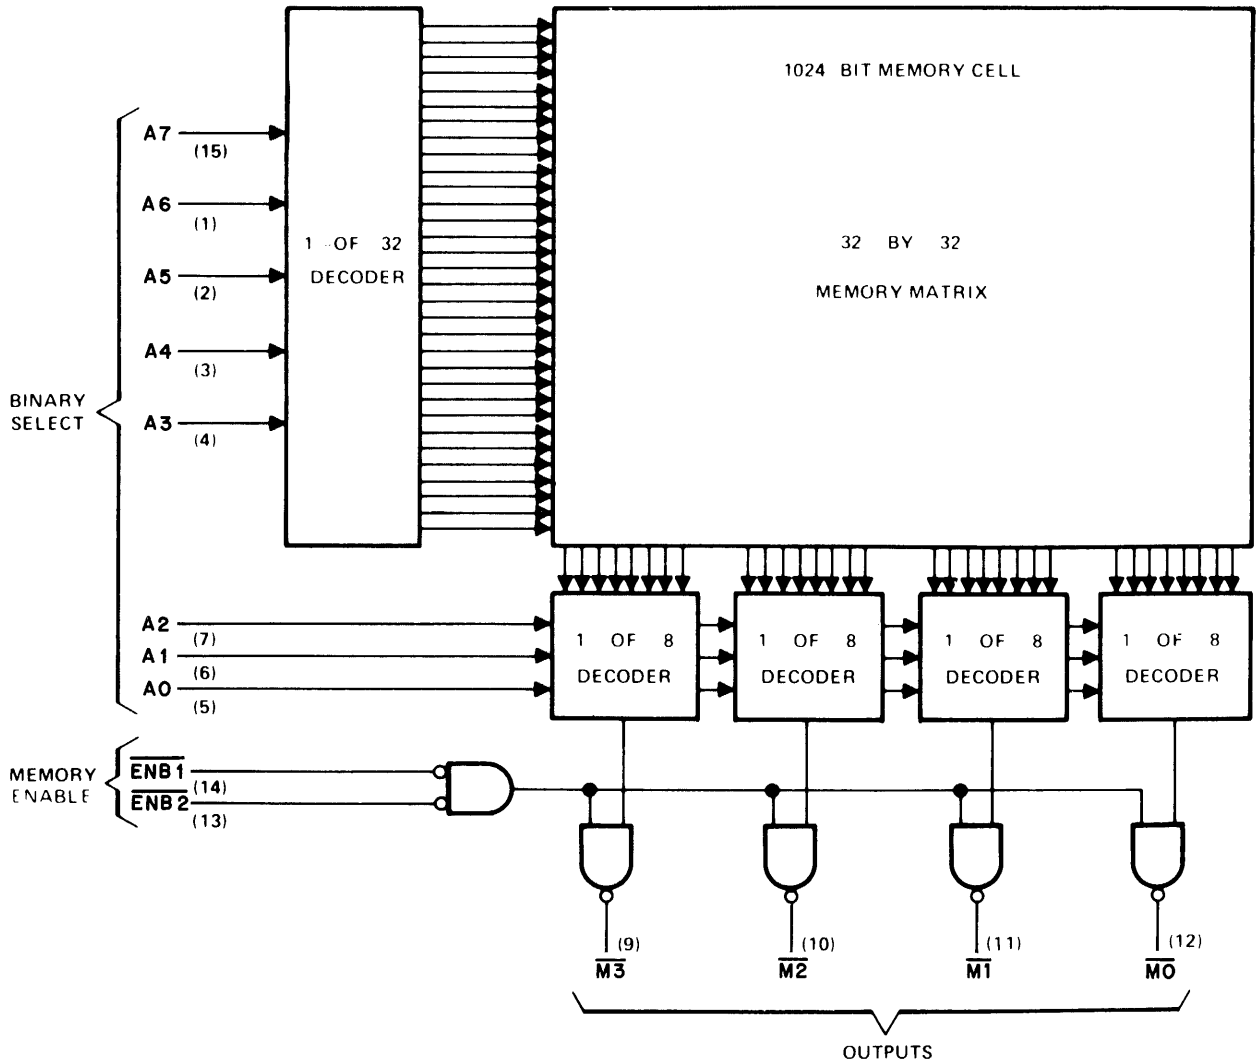 1024 BIT MEMORY CELL
A7
(15)
A6
(1)
1 OF 32
DECODER
32 BY 32
MEMORY MATRIX
A5
(2)
A4
(3)
BINARY
SELECT
A3
(4)
A2
(7)
A1
(6)
A0
(5)
1 OF 8
DECODER
1 OF 8
DECODER
1 OF 8
DECODER
1 OF 8
DECODER
MEMORY
ENABLE
ENB1
(14)
ENB2
(13)
(9)
M3
(10)
M2
(11)
M1
(12)
M0
OUTPUTS